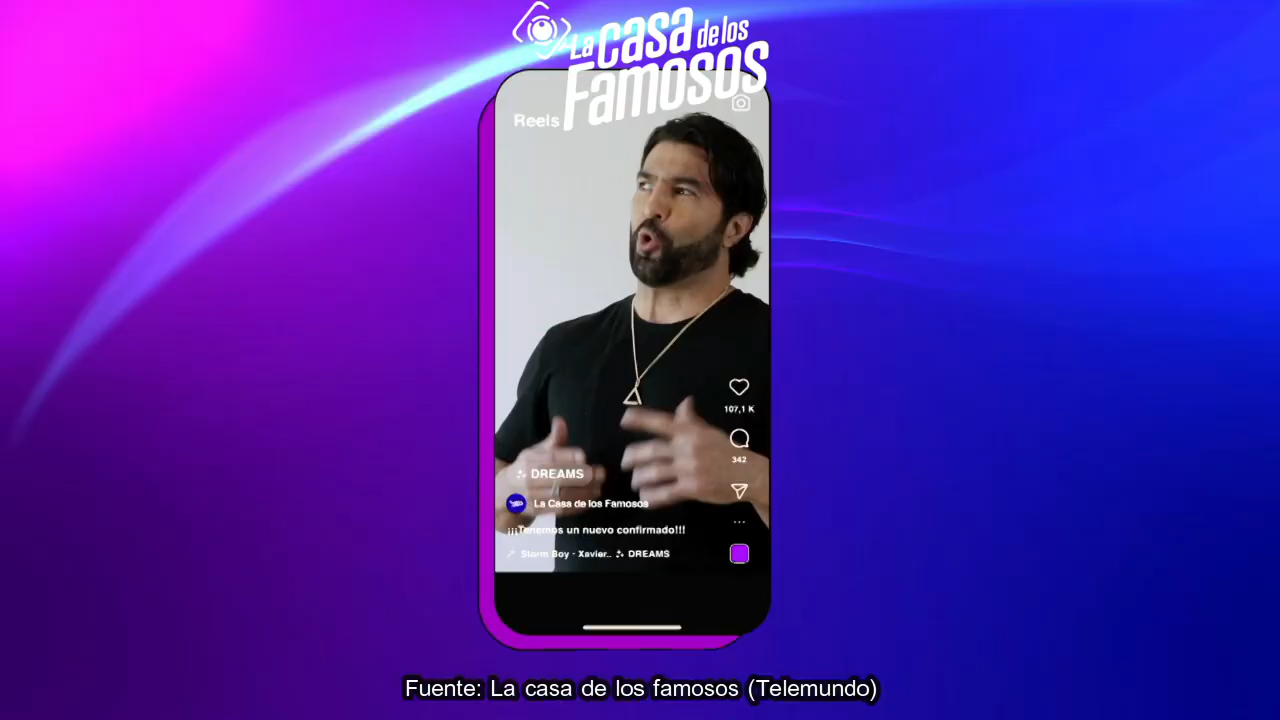 La casa de los
Famosos
Reels
107,1 K
342
DREAMS
La Casa de los Famosos
¡¡¡Tenemos un nuevo confirmado!!!
Storm Boy - Xavier.. DREAMS
Fuente: La casa de los famosos (Telemundo)